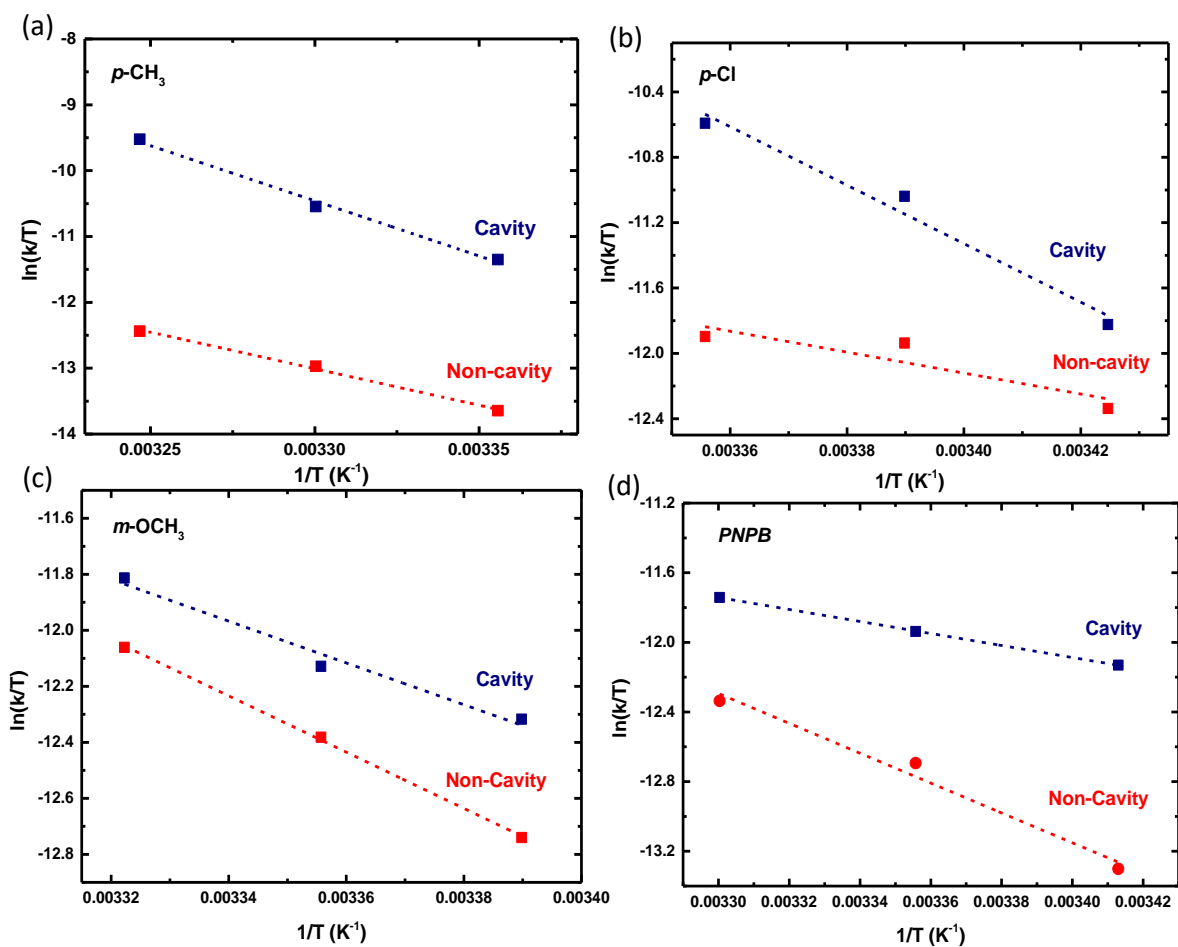 (a)
p-CH₃
ln(k/T)
-8
-9
-10
-11
-12
-13
-14
Cavity
Non-cavity
0.00325 0.00330 0.00335
1/T (K⁻¹)
(b)
p-Cl
ln(k/T)
-10.4
-10.8
-11.2
-11.6
-12.0
-12.4
Cavity
Non-cavity
0.00336 0.00338 0.00340 0.00342
1/T (K⁻¹)
(c)
m-OCH₃
ln(k/T)
-11.6
-11.8
-12.0
-12.2
-12.4
-12.6
-12.8
Cavity
Non-Cavity
0.00332 0.00334 0.00336 0.00338 0.00340
1/T (K⁻¹)
(d)
PNPB
ln(k/T)
-11.2
-11.6
-12.0
-12.4
-12.8
-13.2
Cavity
Non-Cavity
0.00330 0.00332 0.00334 0.00336 0.00338 0.00340 0.00342
1/T (K⁻¹)